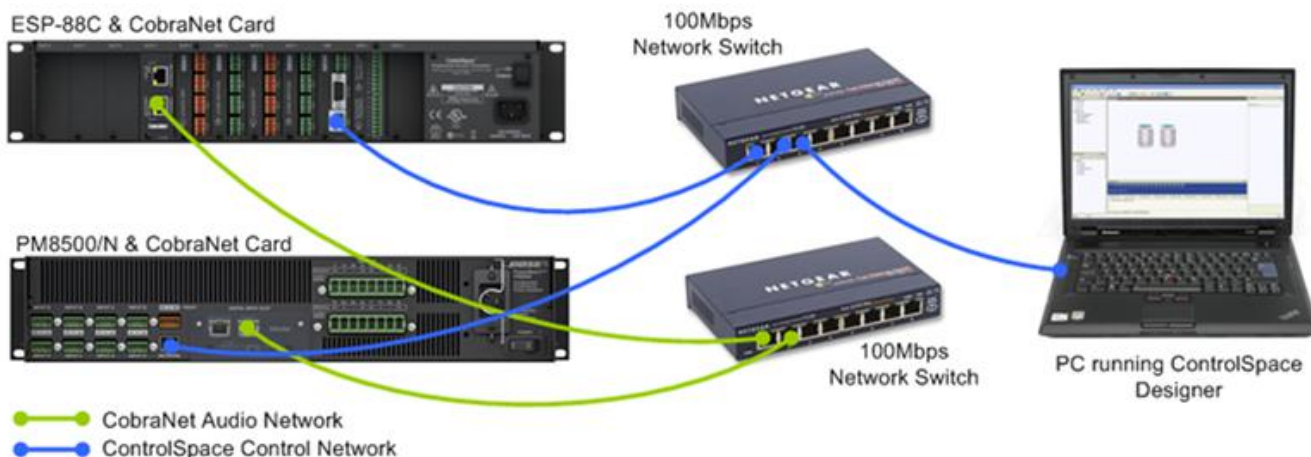 ESP-88C & CobraNet Card
100Mbps
Network Switch
NETGEAR
PM8500/N & CobraNet Card
NETGEAR
100Mbps
Network Switch
PC running ControlSpace
Designer
CobraNet Audio Network
ControlSpace Control Network